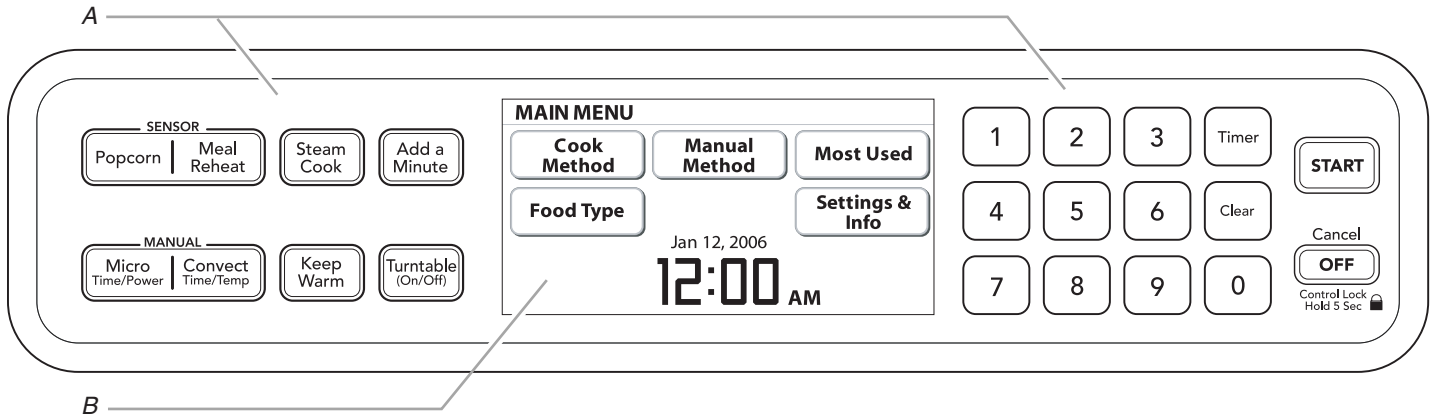 A
SENSOR
Popcorn
Meal
Reheat
Steam
Cook
Add a
Minute
MANUAL
Micro
Time/Power
Convect
Time/Temp
Keep
Warm
Turntable
(On/Off)
MAIN MENU
Cook
Method
Manual
Method
Most Used
Food Type
Settings &
Info
Jan 12, 2006
12:00 AM
1 2 3 Timer
4 5 6 Clear
7 8 9 0
START
Cancel
OFF
Control Lock
Hold 5 Sec
B